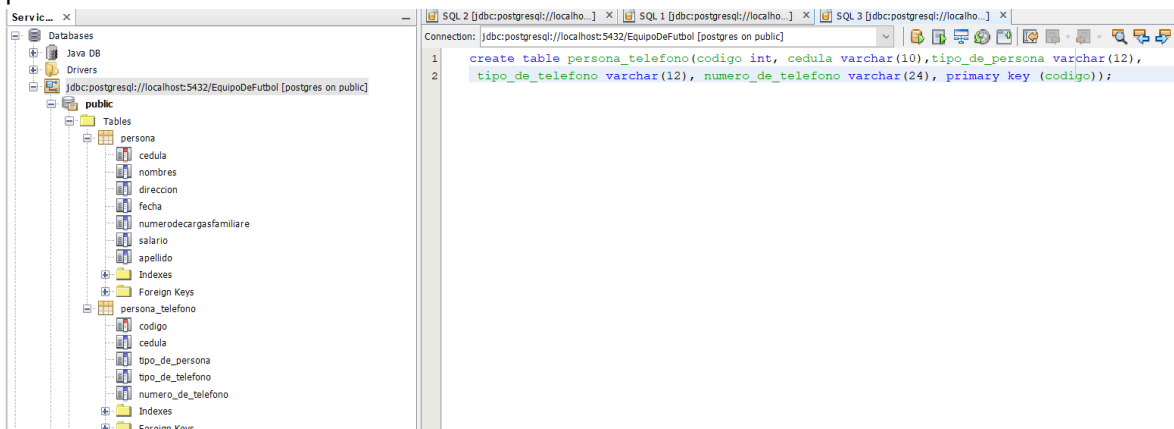 Servic... ×
Databases
Java DB
Drivers
jdbc:postgresql://localhost:5432/EquipoDeFutbol [postgres on public]
public
Tables
persona
cedula
nombres
direccion
fecha
numerodecargasfamiliare
salario
apellido
Indexes
Foreign Keys
persona_telefono
codigo
cedula
tipo_de_persona
tipo_de_telefono
numero_de_telefono
Indexes
Foreign Keys
SQL 2 [jdbc:postgresql://localho...] × SQL 1 [jdbc:postgresql://localho...] × SQL 3 [jdbc:postgresql://localho...] ×
Connection: jdbc:postgresql://localhost:5432/EquipoDeFutbol [postgres on public]
1 create table persona_telefono(codigo int, cedula varchar(10),tipo_de_persona varchar(12),
2 tipo_de_telefono varchar(12), numero_de_telefono varchar(24), primary key (codigo));